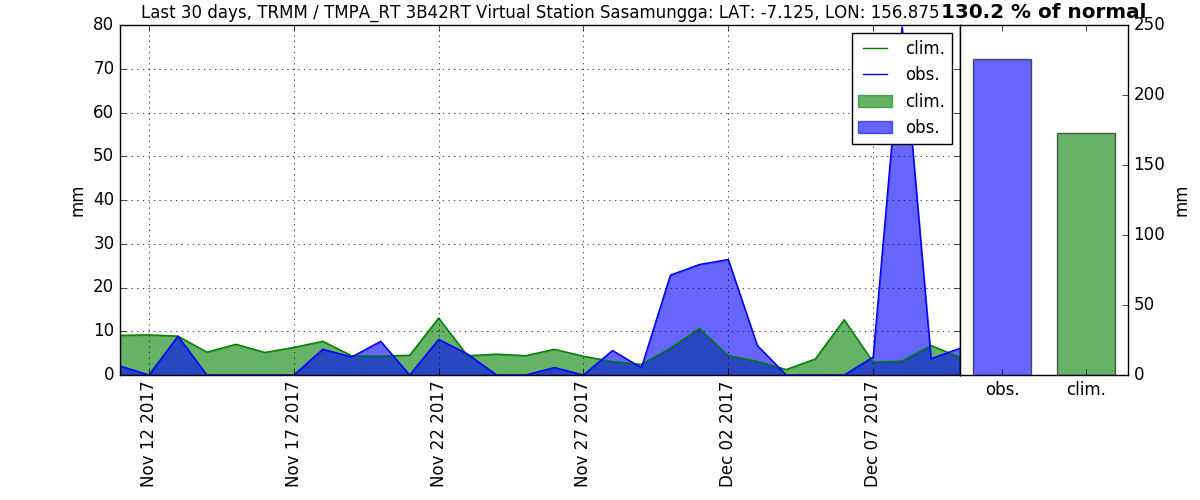 Last 30 days, TRMM / TMPA_RT 3B42RT Virtual Station Sasamungga: LAT: -7.125, LON: 156.875
130.2 % of normal
80
70
60
50
40
30
20
10
0
mm
clim.
obs.
clim.
obs.
Nov 12 2017
Nov 17 2017
Nov 22 2017
Nov 27 2017
Dec 02 2017
Dec 07 2017
250
200
150
100
50
0
mm
obs.
clim.